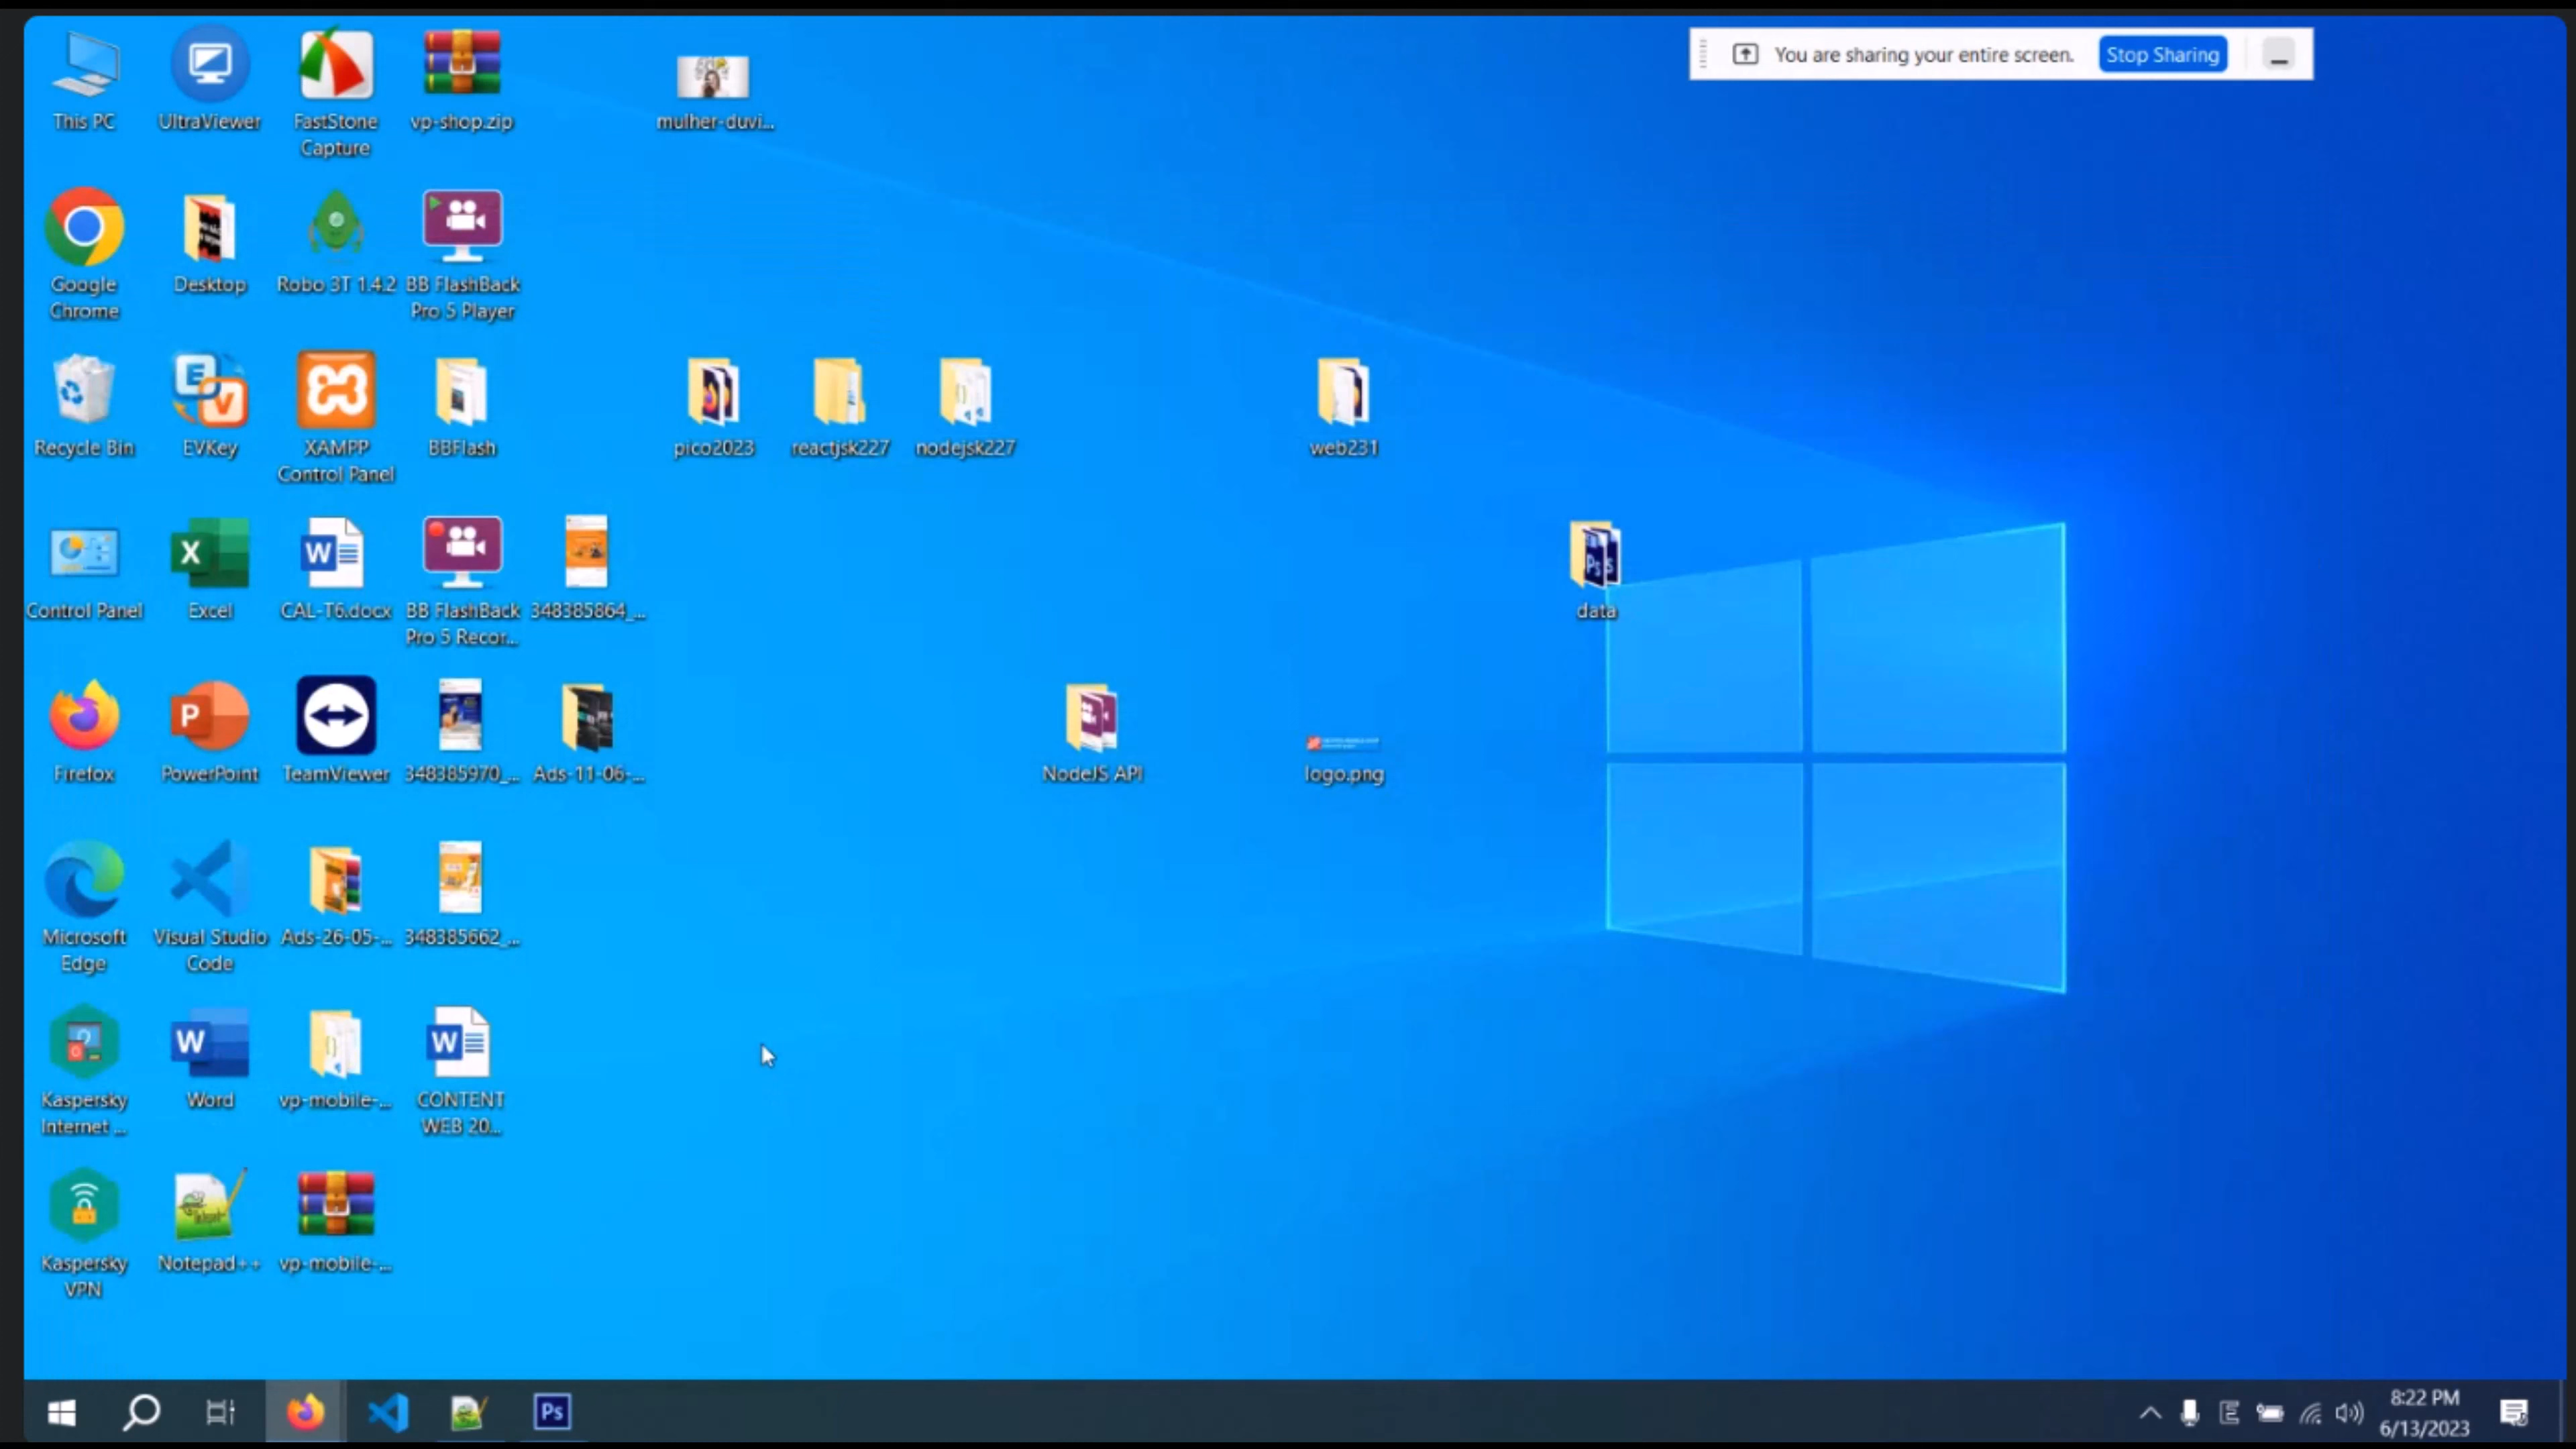 You are sharing your entire screen.
Stop Sharing
This PC
UltraViewer
FastStone
Capture
vp-shop.zip
mulher-duvi...
Google
Chrome
Desktop
Robo 3T 1.4.2
BB FlashBack
Pro 5 Player
Recycle Bin
EVKey
XAMPP
Control Panel
BBFlash
pico2023
reactjsk227
nodejsk227
web231
Control Panel
Excel
CAL-T6.docx
BB FlashBack
Pro 5 Recor...
348385864_...
data
Firefox
PowerPoint
TeamViewer
348385970_...
Ads-11-06-...
NodeJS API
logo.png
Microsoft
Edge
Visual Studio
Code
Ads-26-05-...
348385662_...
Kaspersky
Internet ...
Word
vp-mobile-...
CONTENT
WEB 20...
Kaspersky
VPN
Notepad++
vp-mobile-...
Ps
8:22 PM
6/13/2023